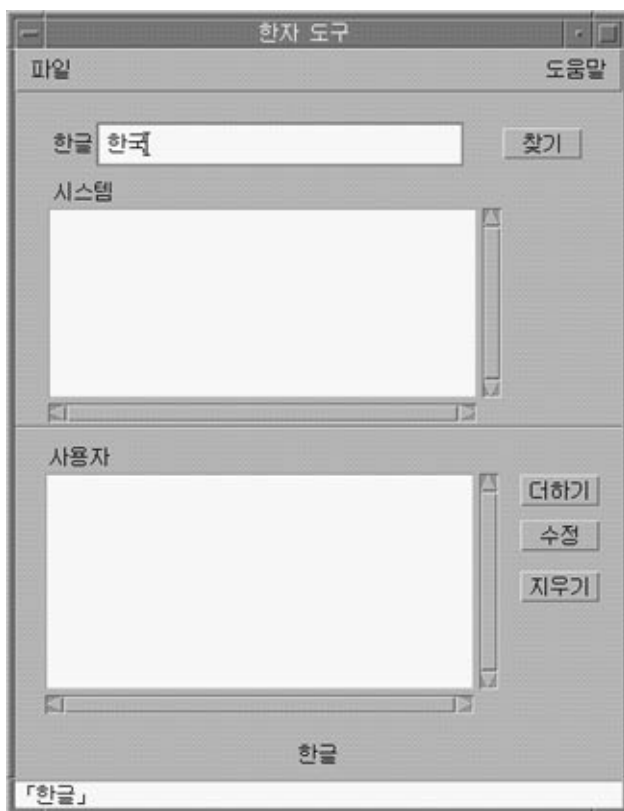 한자 도구
파일 도움말
한글 한국 찾기
시스템
사용자
더하기
수정
지우기
한글
「한글」